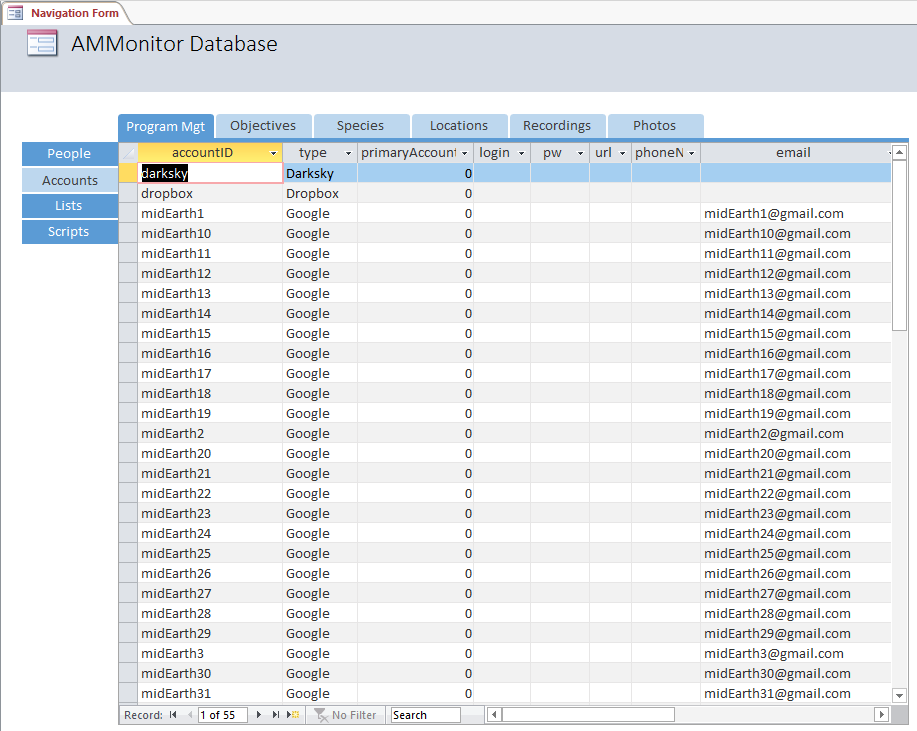 Navigation Form
AMMonitor Database
Program Mgt Objectives Species Locations Recordings Photos
People
Accounts
Lists
Scripts
accountID type primaryAccount login pw url phoneN email
darksky Darksky 0
dropbox Dropbox 0
midEarth1 Google 0 midEarth1@gmail.com
midEarth10 Google 0 midEarth10@gmail.com
midEarth11 Google 0 midEarth11@gmail.com
midEarth12 Google 0 midEarth12@gmail.com
midEarth13 Google 0 midEarth13@gmail.com
midEarth14 Google 0 midEarth14@gmail.com
midEarth15 Google 0 midEarth15@gmail.com
midEarth16 Google 0 midEarth16@gmail.com
midEarth17 Google 0 midEarth17@gmail.com
midEarth18 Google 0 midEarth18@gmail.com
midEarth19 Google 0 midEarth19@gmail.com
midEarth2 Google 0 midEarth2@gmail.com
midEarth20 Google 0 midEarth20@gmail.com
midEarth21 Google 0 midEarth21@gmail.com
midEarth22 Google 0 midEarth22@gmail.com
midEarth23 Google 0 midEarth23@gmail.com
midEarth24 Google 0 midEarth24@gmail.com
midEarth25 Google 0 midEarth25@gmail.com
midEarth26 Google 0 midEarth26@gmail.com
midEarth27 Google 0 midEarth27@gmail.com
midEarth28 Google 0 midEarth28@gmail.com
midEarth29 Google 0 midEarth29@gmail.com
midEarth3 Google 0 midEarth3@gmail.com
midEarth30 Google 0 midEarth30@gmail.com
midEarth31 Google 0 midEarth31@gmail.com
Record: 1 of 55 No Filter Search